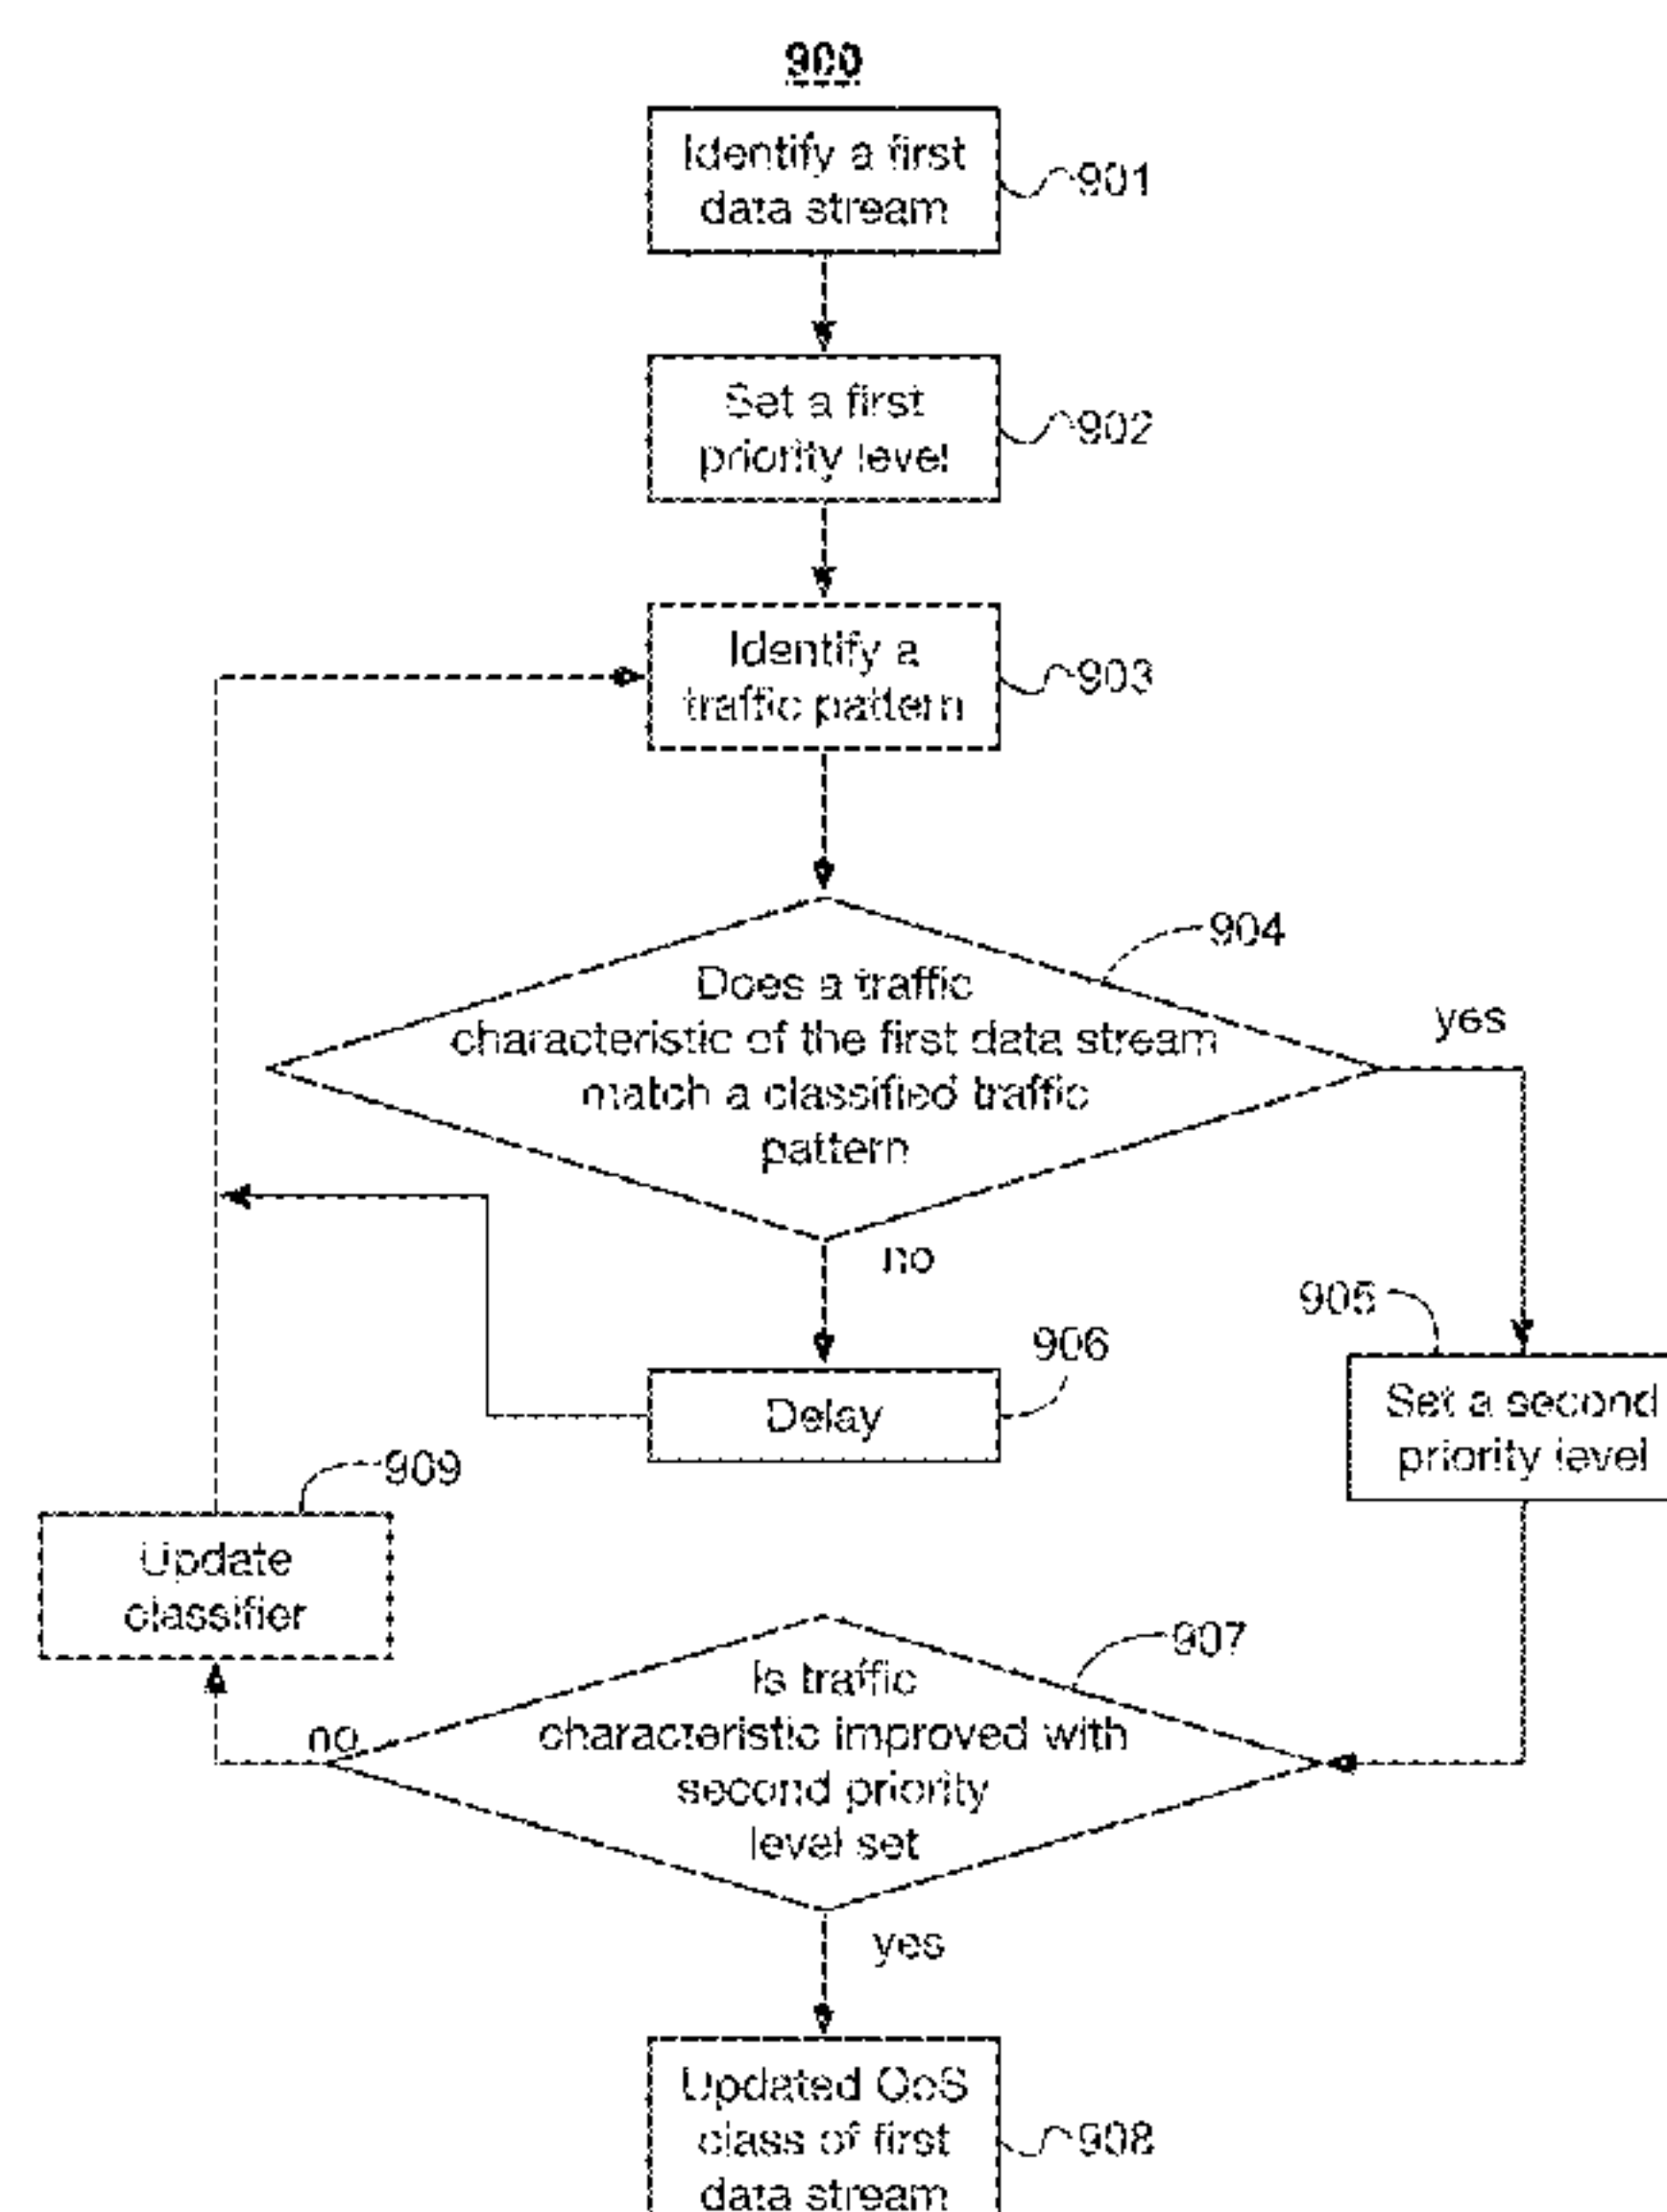 900
Identify a first
data stream
901
Set a first
priority level
902
Identify a
traffic pattern
903
904
Does a traffic
characteristic of the first data stream
match a classified traffic
pattern
yes
no
905
906
Delay
Set a second
priority level
909
Update
classifier
907
Is traffic
characteristic improved with
second priority
level set
no
yes
Updated QoS
class of first
data stream
908